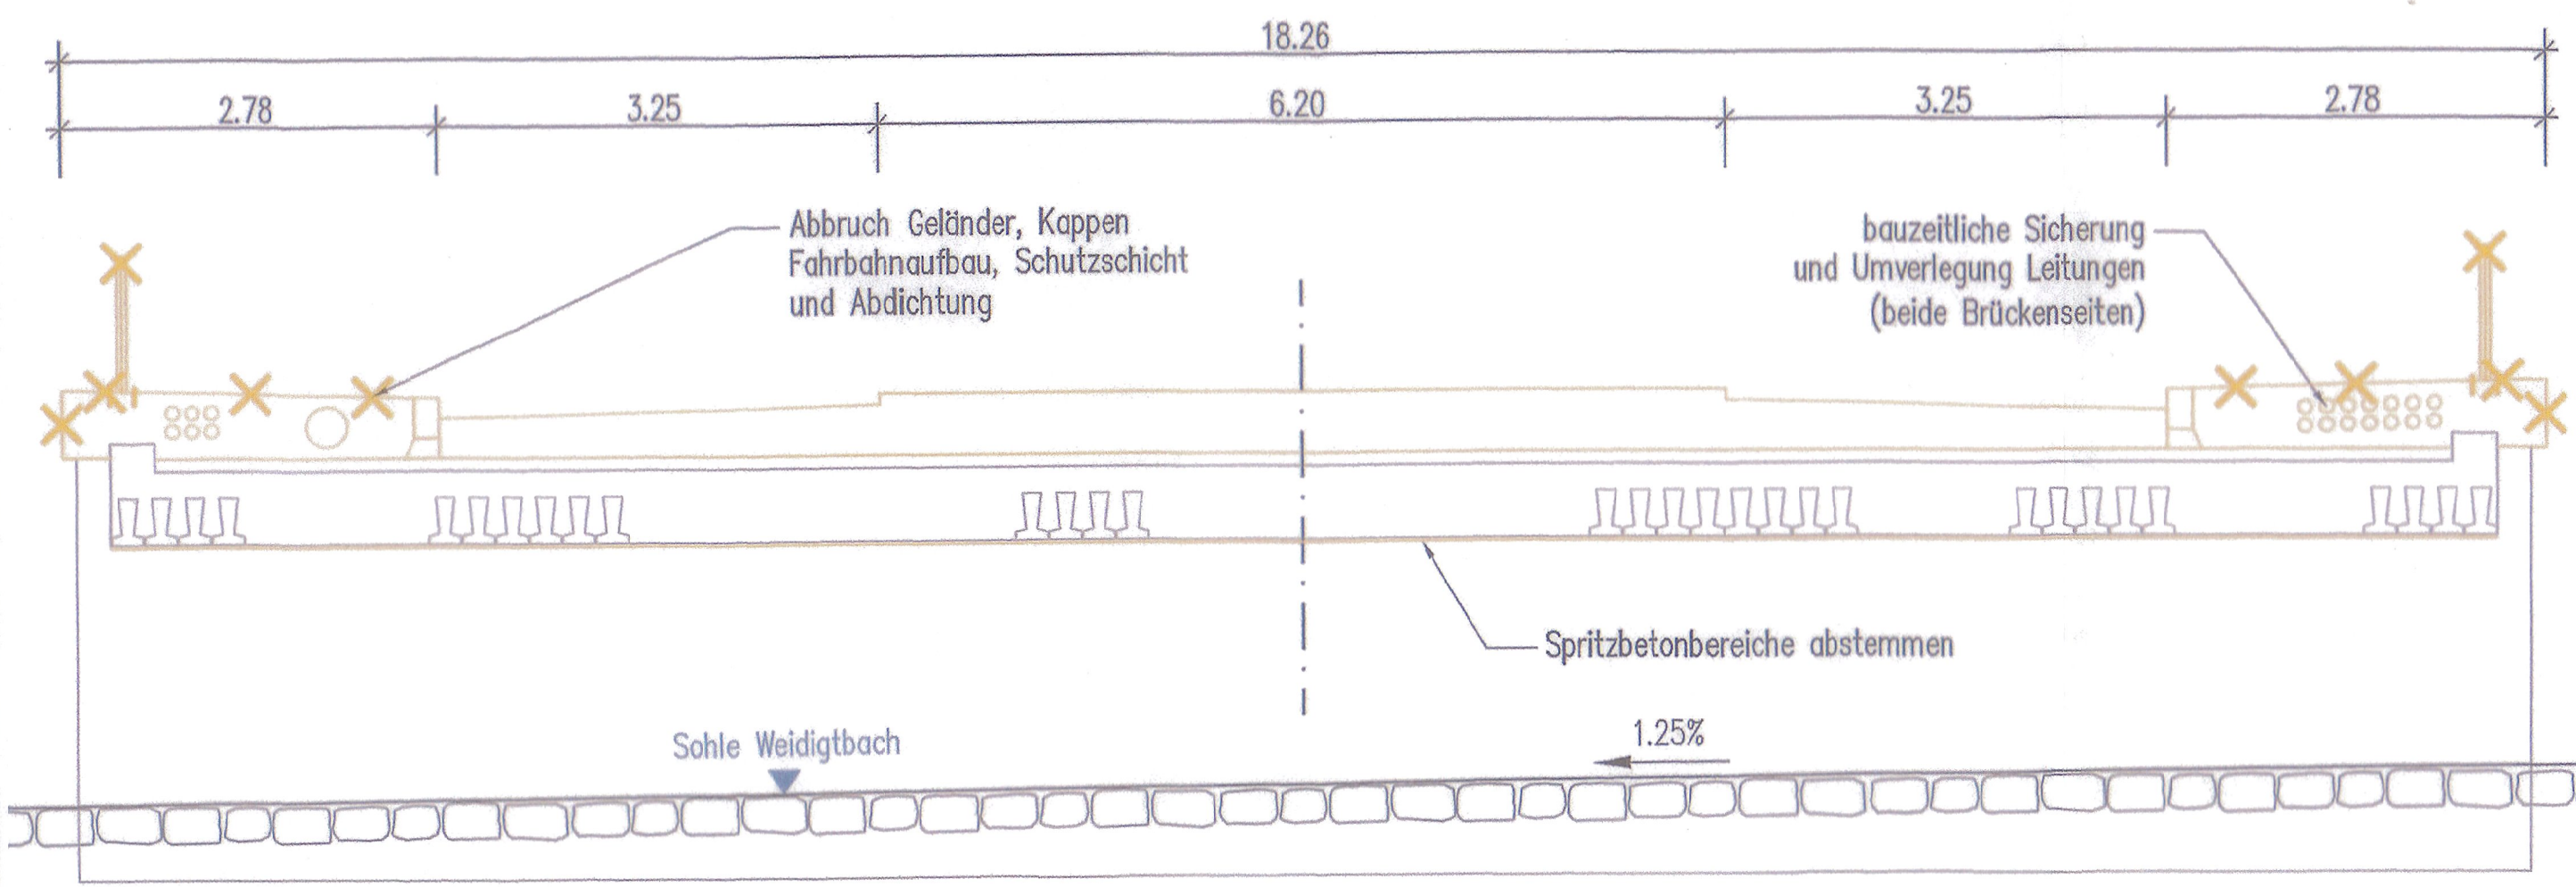 18.26
2.78 3.25 6.20 3.25 2.78
Abbruch Geländer, Kappen
Fahrbahnaufbau, Schutzschicht
und Abdichtung
bauzeitliche Sicherung
und Umverlegung Leitungen
(beide Brückenseiten)
Spritzbetonbereiche abstemmen
Sohle Weidigtbach
1.25%